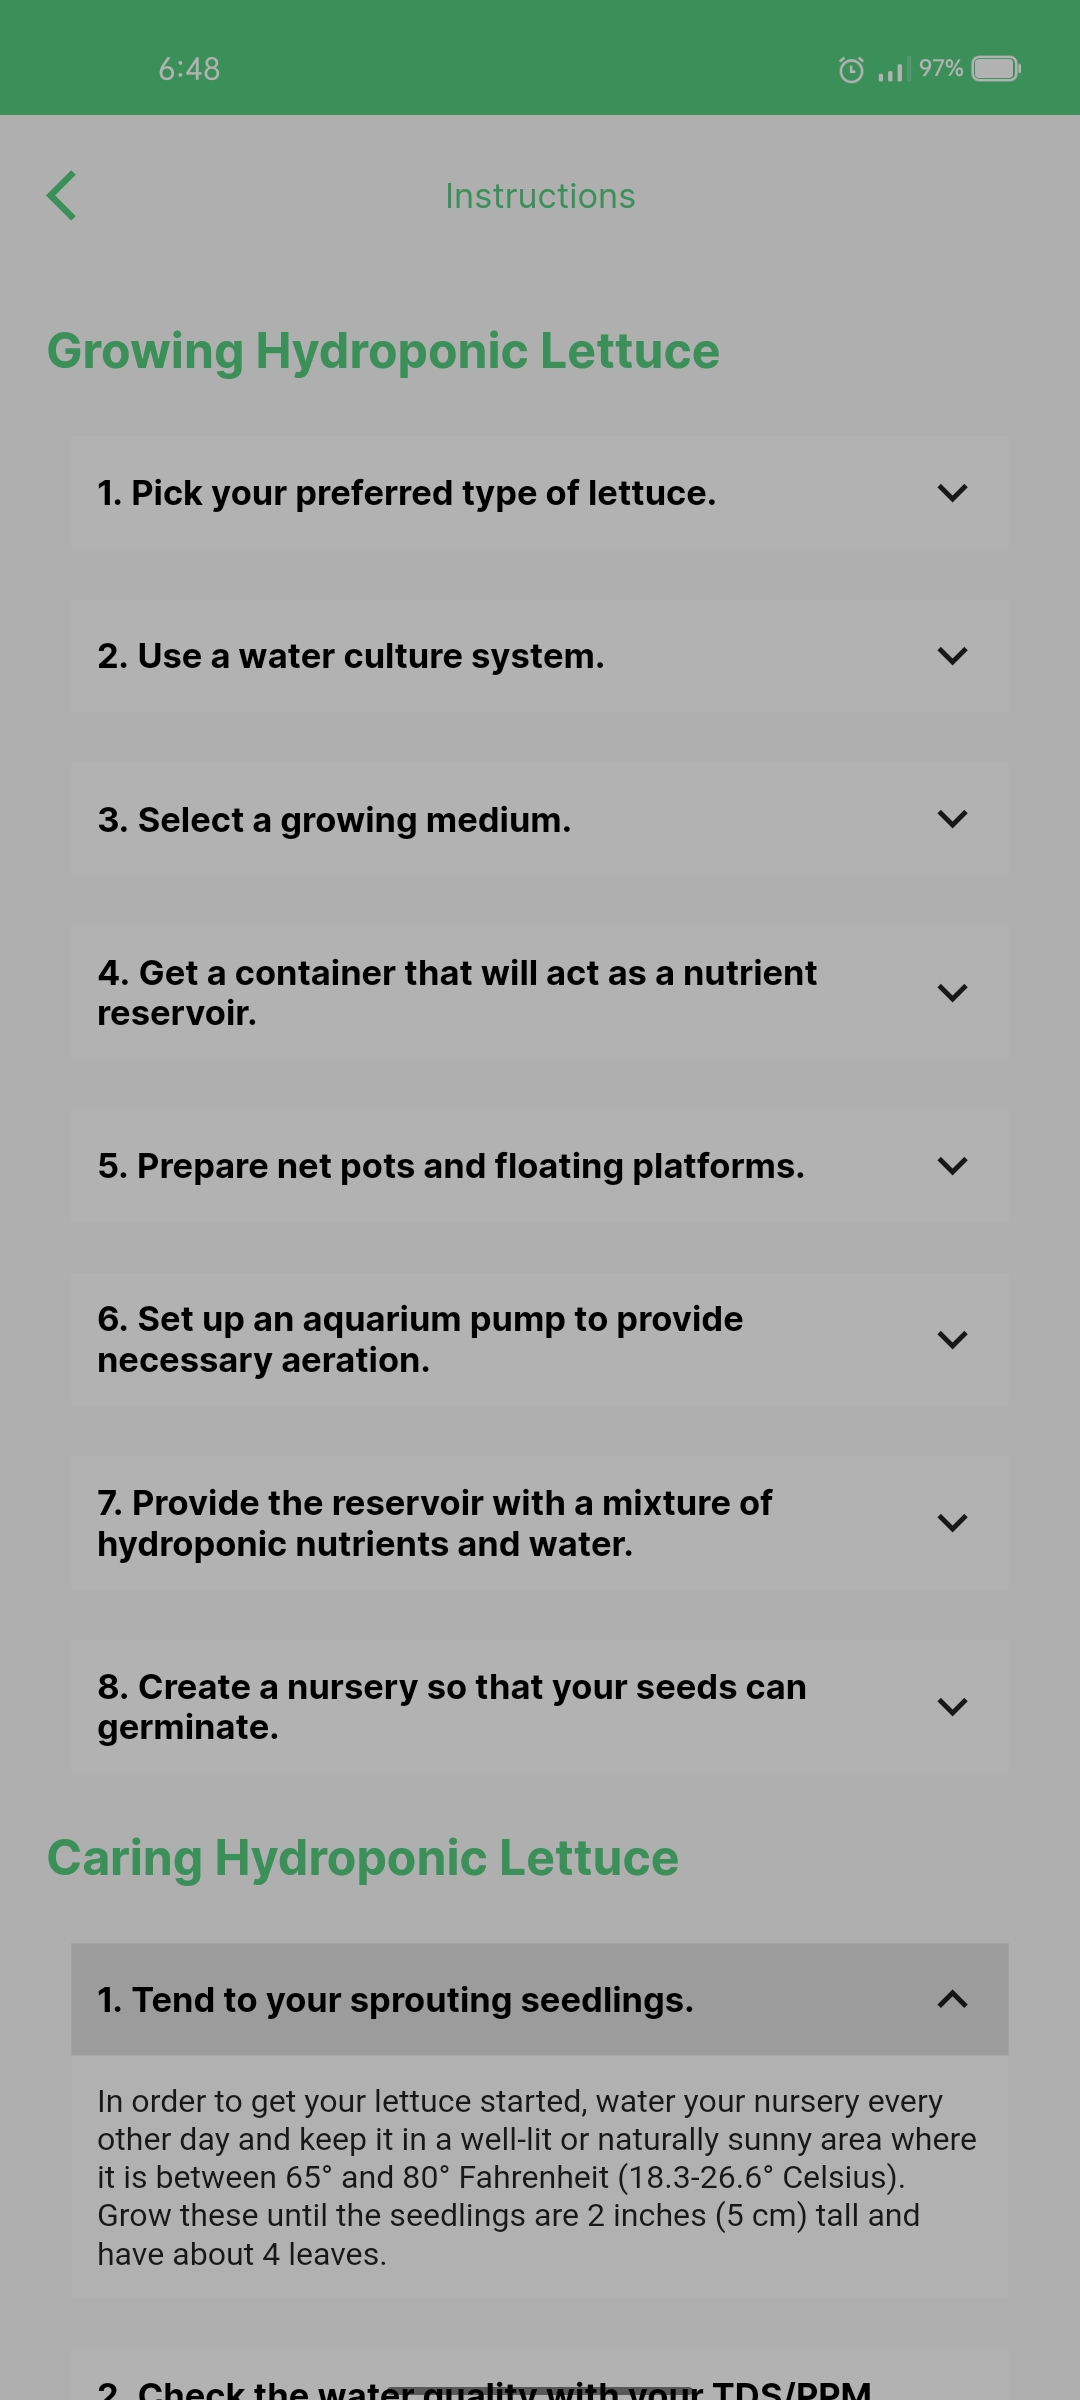 6:48
97%
Instructions
Growing Hydroponic Lettuce
1. Pick your preferred type of lettuce.
2. Use a water culture system.
3. Select a growing medium.
4. Get a container that will act as a nutrient
reservoir.
5. Prepare net pots and floating platforms.
6. Set up an aquarium pump to provide
necessary aeration.
7. Provide the reservoir with a mixture of
hydroponic nutrients and water.
8. Create a nursery so that your seeds can
germinate.
Caring Hydroponic Lettuce
1. Tend to your sprouting seedlings.
In order to get your lettuce started, water your nursery every
other day and keep it in a well-lit or naturally sunny area where
it is between 65° and 80° Fahrenheit (18.3-26.6° Celsius).
Grow these until the seedlings are 2 inches (5 cm) tall and
have about 4 leaves.
2. Check the water quality with your TDS/PPM